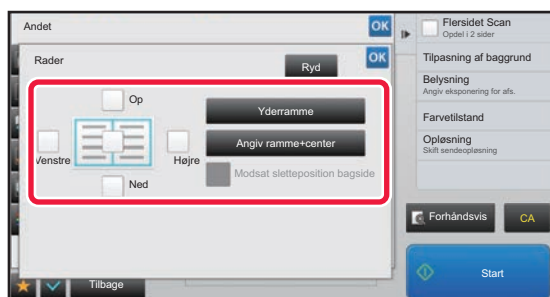 Andet
OK
Rader
Ryd
OK
Op
Venstre
Højre
Ned
Yderramme
Angiv ramme+center
Modsat sletteposition bagside
Tilbage
Flersidet Scan
Opdel i 2 sider
Tilpasning af baggrund
Belysning
Angiv eksponering for afs.
Farvetilstand
Opløsning
Skift sendeopløsning
Forhåndsvis
CA
Start